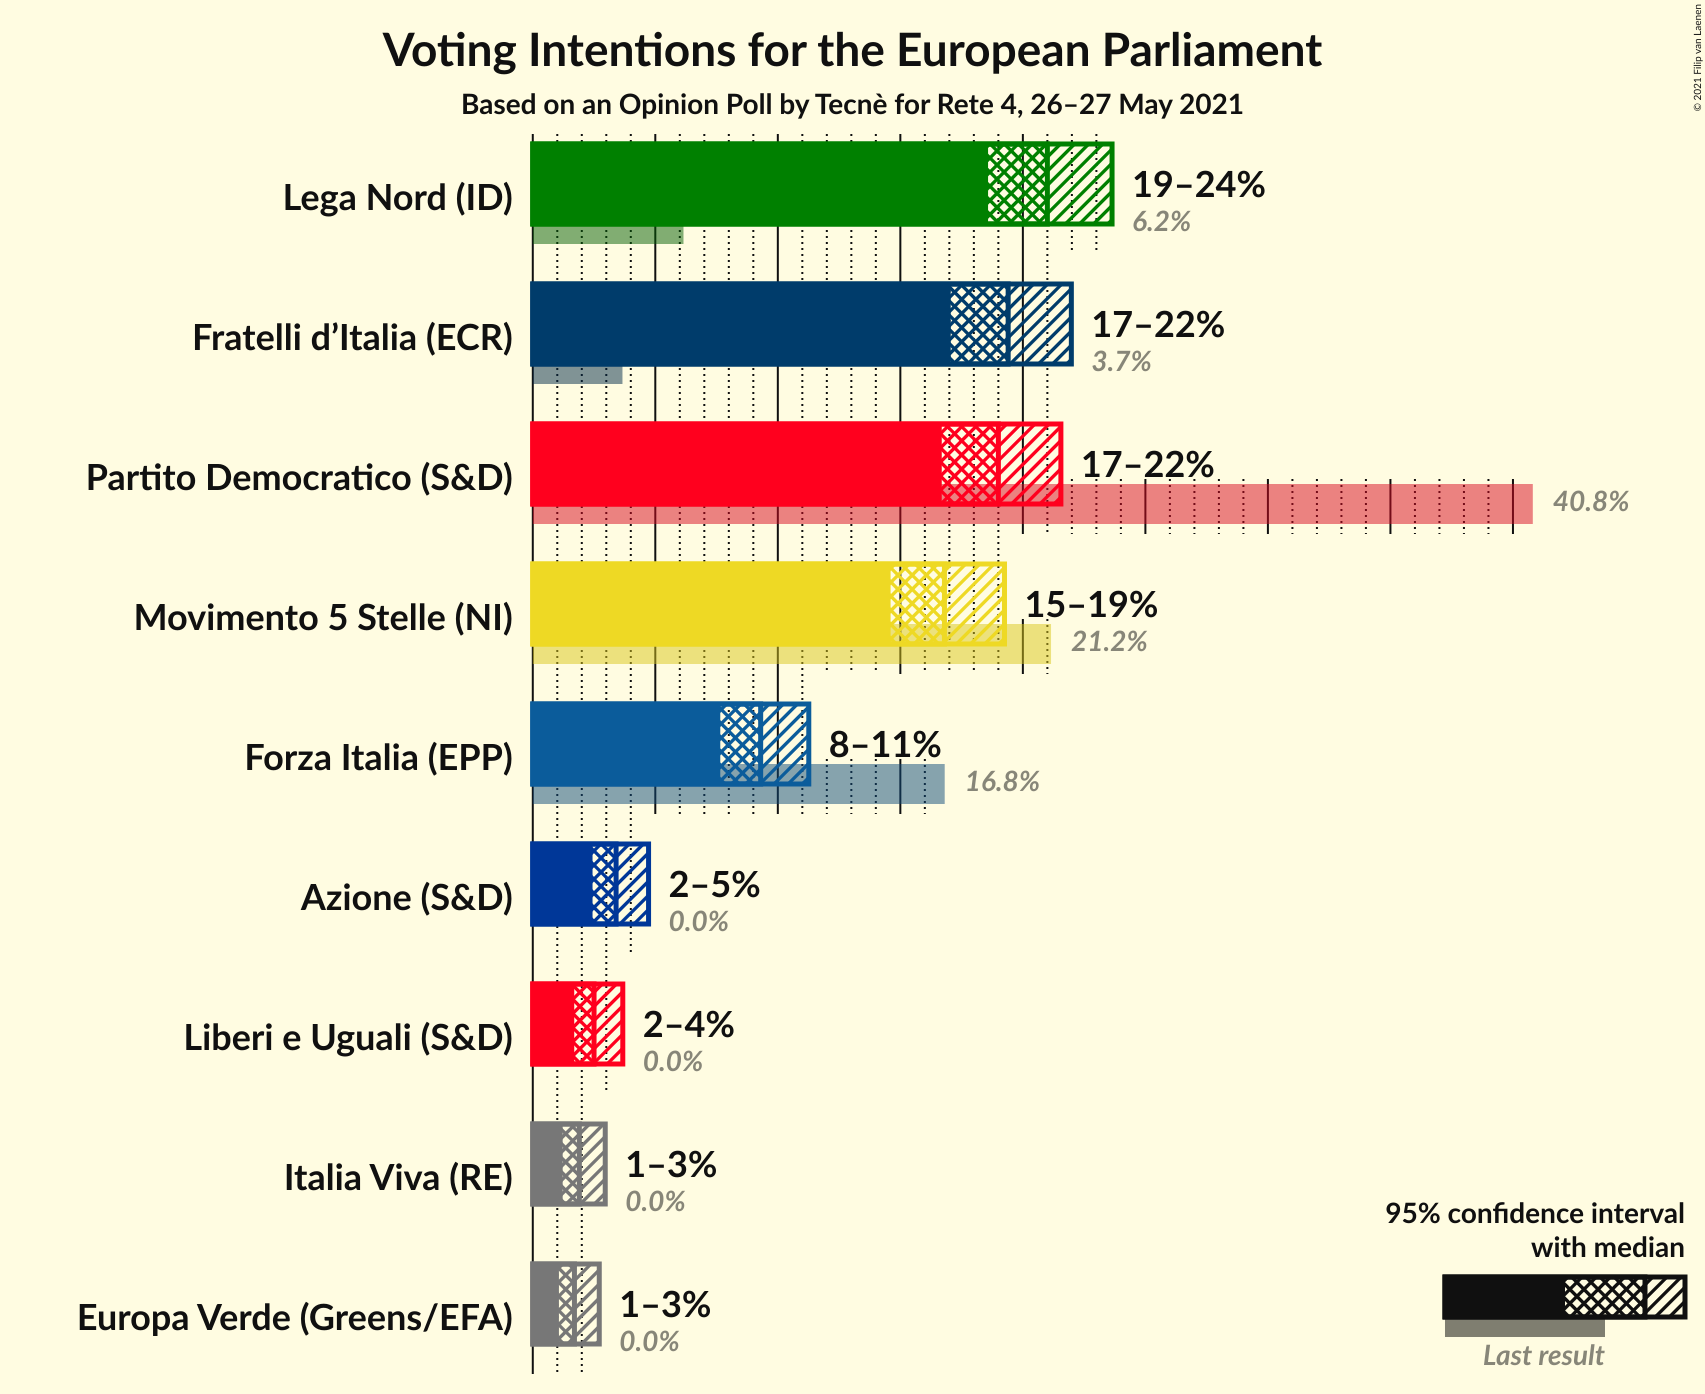 Voting Intentions for the European Parliament
Based on an Opinion Poll by Tecnè for Rete 4, 26–27 May 2021
© 2021 Filip van Laenen
Lega Nord (ID)
19–24%
6.2%
Fratelli d’Italia (ECR)
17–22%
3.7%
Partito Democratico (S&D)
17–22%
40.8%
Movimento 5 Stelle (NI)
15–19%
21.2%
Forza Italia (EPP)
8–11%
16.8%
Azione (S&D)
2–5%
0.0%
Liberi e Uguali (S&D)
2–4%
0.0%
Italia Viva (RE)
1–3%
0.0%
Europa Verde (Greens/EFA)
1–3%
0.0%
95% confidence interval
with median
Last result